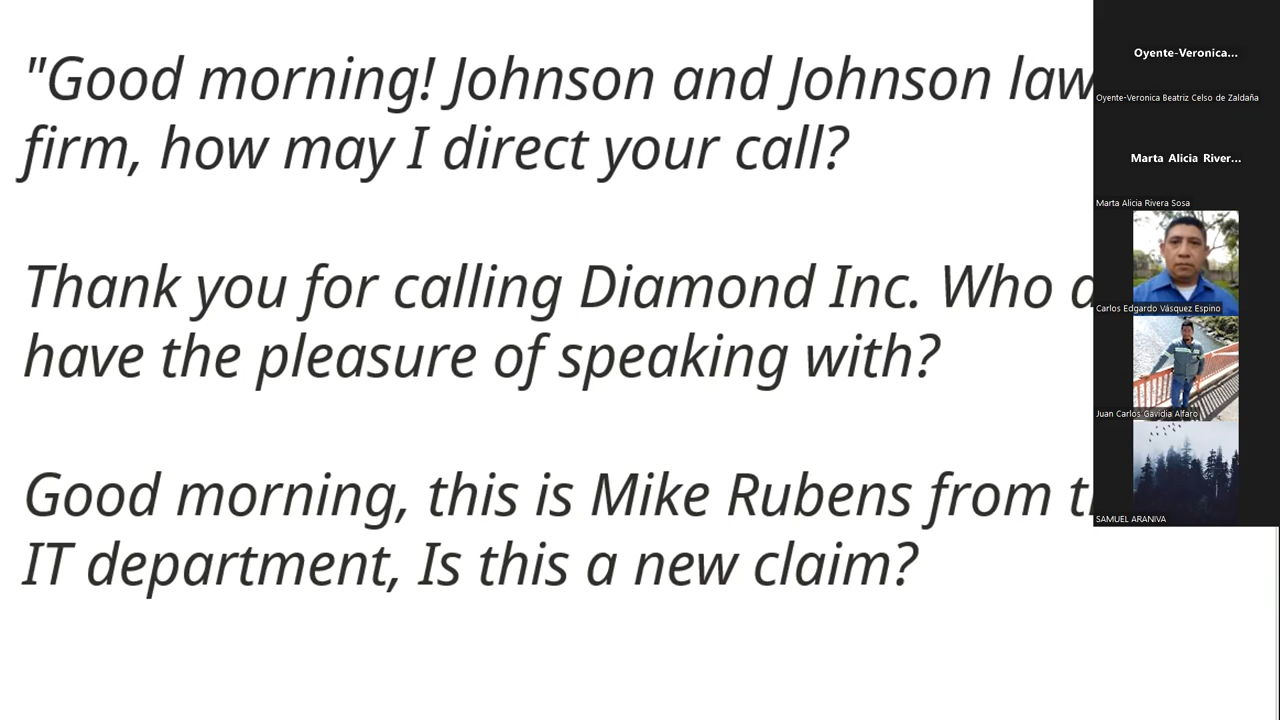 "Good morning! Johnson and Johnson law
firm, how may I direct your call?
Thank you for calling Diamond Inc. Who
have the pleasure of speaking with?
Good morning, this is Mike Rubens from
IT department, Is this a new claim?
Oyente-Veronica...
Oyente-Veronica Beatriz Celso de Zaldaña
Marta Alicia River...
Marta Alicia Rivera Sosa
Carlos Edgardo Vásquez Espino
Juan Carlos Gavidia Alfaro
SAMUEL ARANIVA